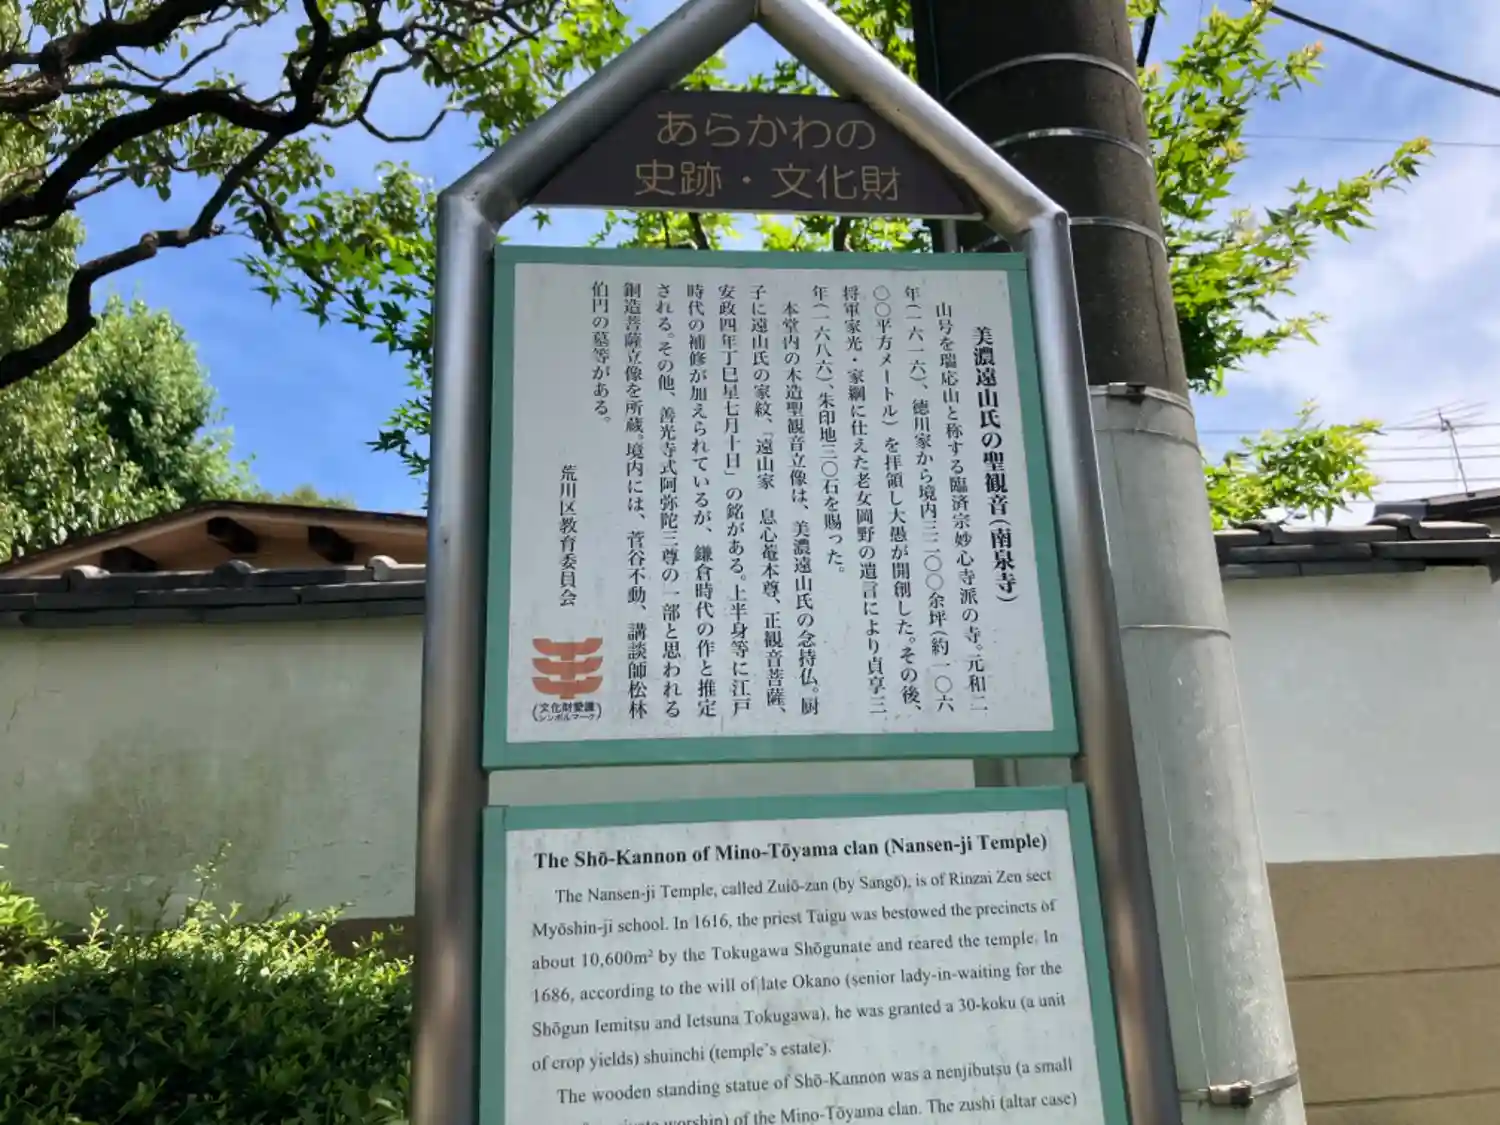 あらかわの
史跡・文化財
美濃遠山氏の聖観音(南泉寺)
山号を瑞応山と称する臨済宗妙心寺派の寺。元和二
年(一六一六)、徳川家から境内三二〇〇余坪(約一〇六
〇〇平方メートル)を拝領し大愚が開創した。その後、
将軍家光・家綱に仕えた老女岡野の遺言により貞享三
年(一六八六)、朱印地三〇石を賜った。
本堂内の木造聖観音立像は、美濃遠山氏の念持仏。厨
子に遠山氏の家紋、「遠山家 息心菴本尊、正観音菩薩、
安政四年丁巳星七月十日」の銘がある。上半身等に江戸
時代の補修が加えられているが、鎌倉時代の作と推定
される。その他、善光寺式阿弥陀三尊の一部と思われる
銅造菩薩立像を所蔵。境内には、菅谷不動、講談師松林
伯円の墓等がある。
荒川区教育委員会
(文化財愛護
シンボルマーク)
The Shō-Kannon of Mino-Tōyama clan (Nansen-ji Temple)
The Nansen-ji Temple, called Zuiō-zan (by Sangō), is of Rinzai Zen sect
Myōshin-ji school. In 1616, the priest Taigu was bestowed the precincts of
about 10,600m² by the Tokugawa Shōgunate and reared the temple. In
1686, according to the will of late Okano (senior lady-in-waiting for the
Shōgun Iemitsu and Ietsuna Tokugawa), he was granted a 30-koku (a unit
of crop yields) shuinchi (temple's estate).
The wooden standing statue of Shō-Kannon was a nenjibutsu (a small
worship) of the Mino-Tōyama clan. The zushi (altar case)